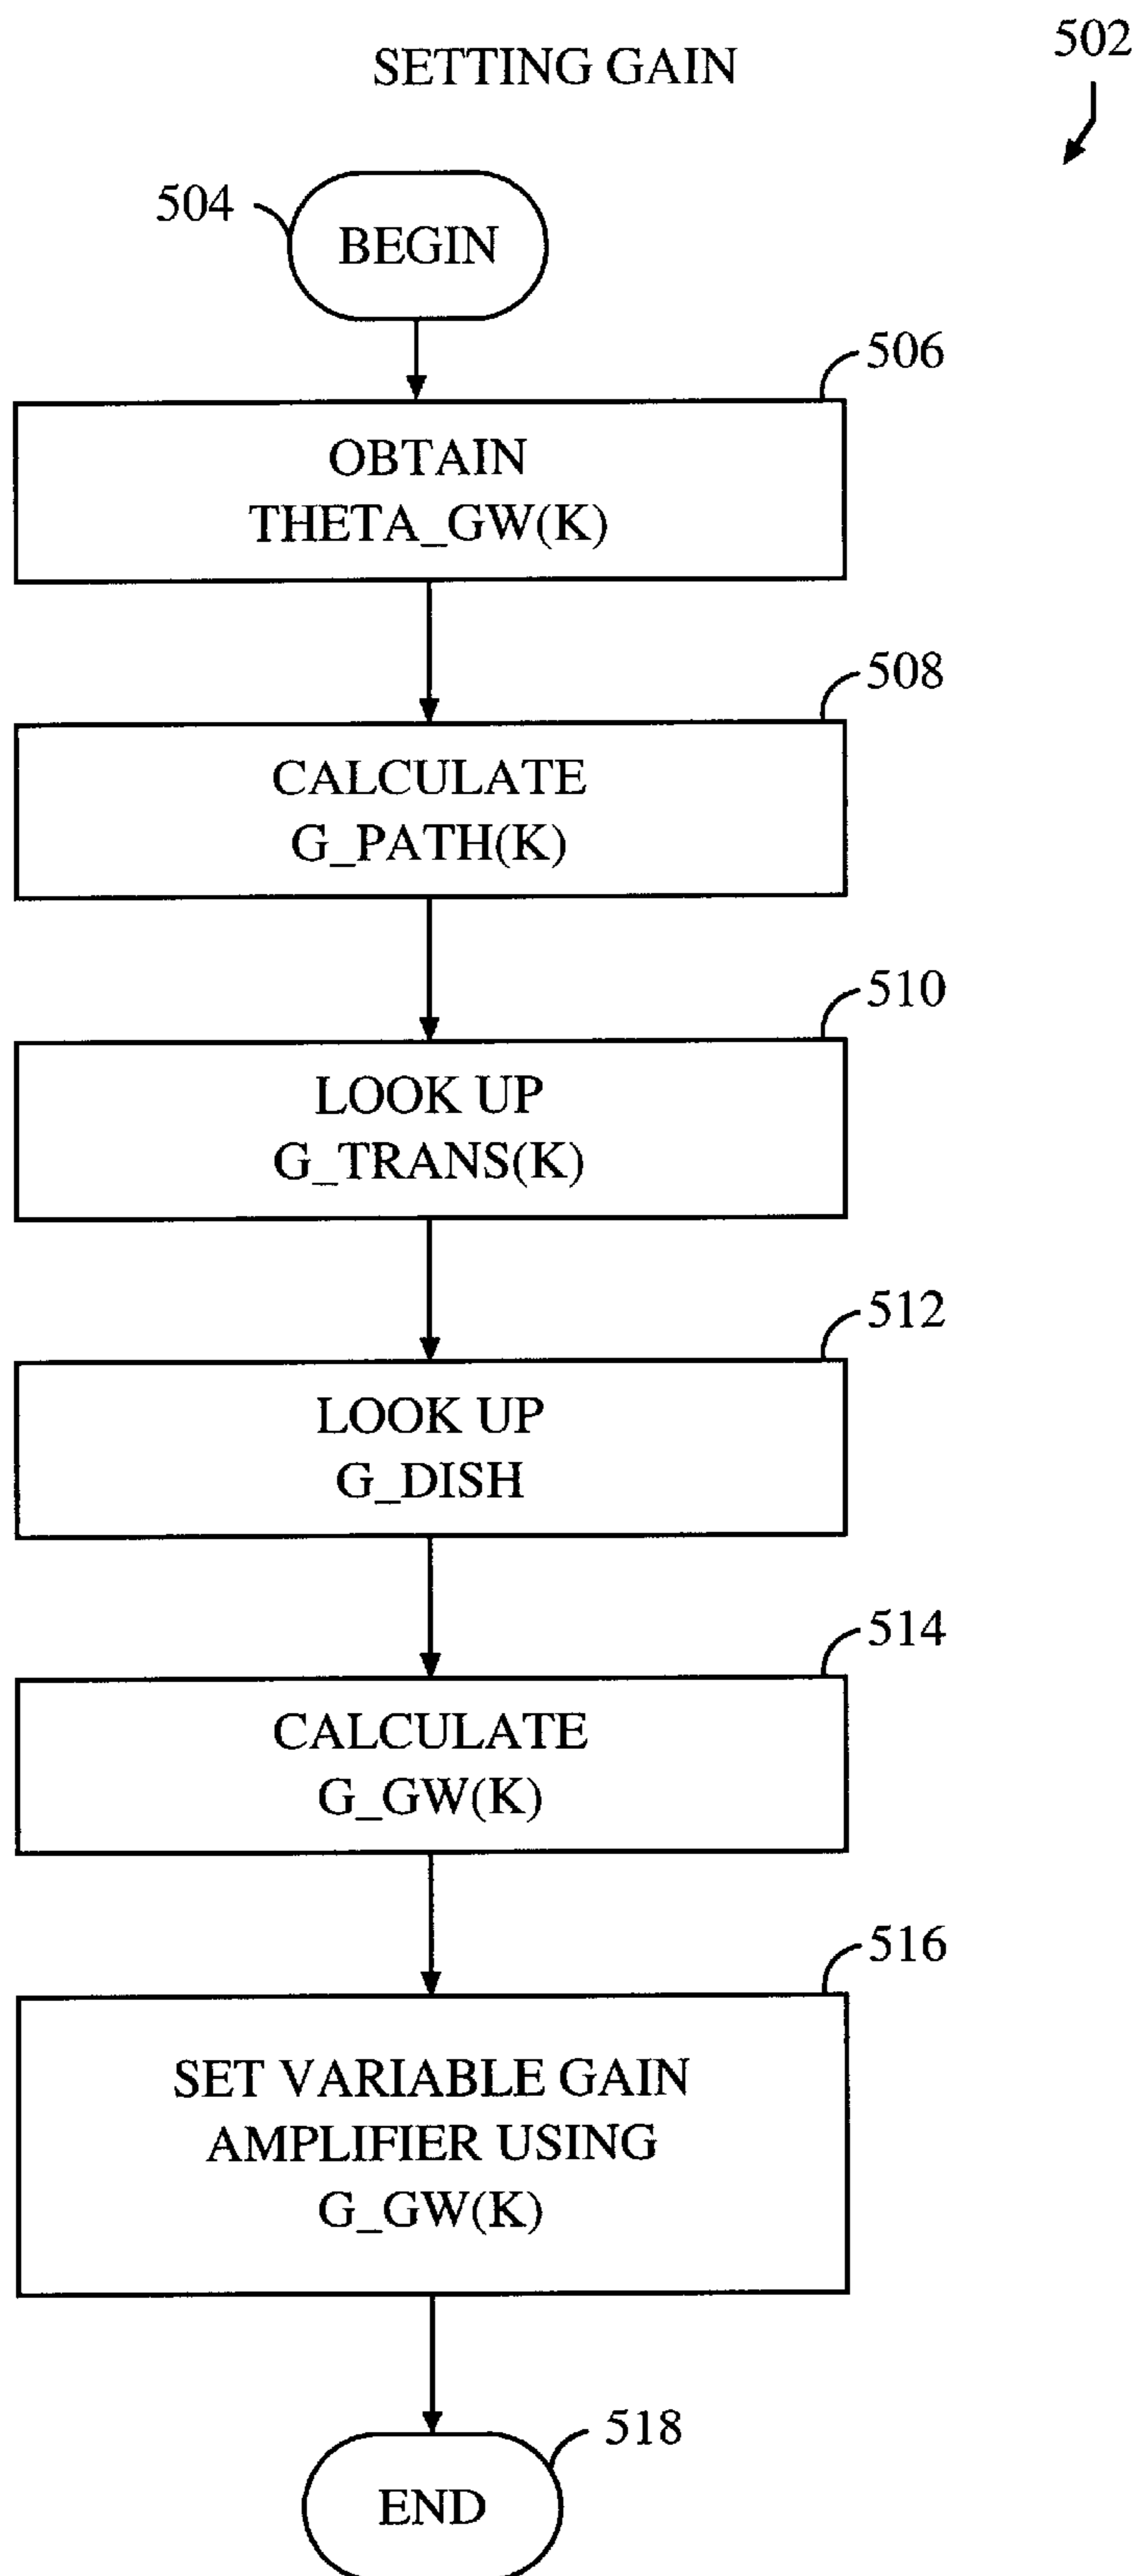 SETTING GAIN
502
504
BEGIN
506
OBTAIN
THETA_GW(K)
508
CALCULATE
G_PATH(K)
510
LOOK UP
G_TRANS(K)
512
LOOK UP
G_DISH
514
CALCULATE
G_GW(K)
516
SET VARIABLE GAIN
AMPLIFIER USING
G_GW(K)
518
END